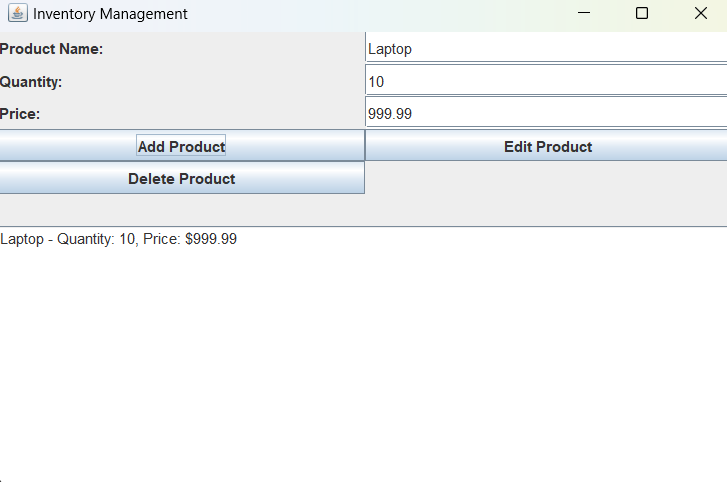 Inventory Management
Product Name: Laptop
Quantity: 10
Price: 999.99
Add Product Edit Product
Delete Product
Laptop - Quantity: 10, Price: $999.99